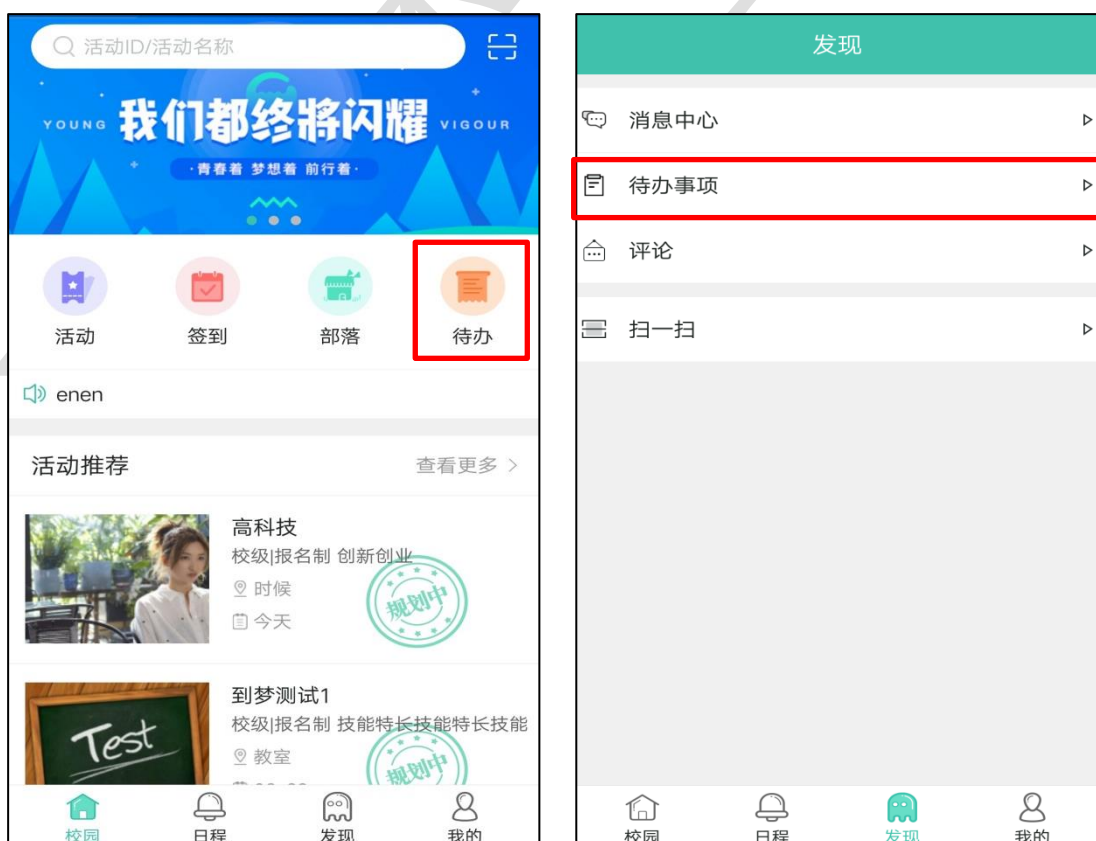 活动ID/活动名称
YOUNG 我们都终將闪耀 VIGOUR
·青春着 梦想着 前行着·
活动 签到 部落 待办
enen
活动推荐 查看更多 >
高科技
校级|报名制 创新创业
时候
规划中
今天
到梦测试1
校级|报名制 技能特长技能特长技能
Test
教室
规划中
校园 日程 发现 我的
发现
消息中心
待办事项
评论
扫一扫
校园 日程 发现 我的